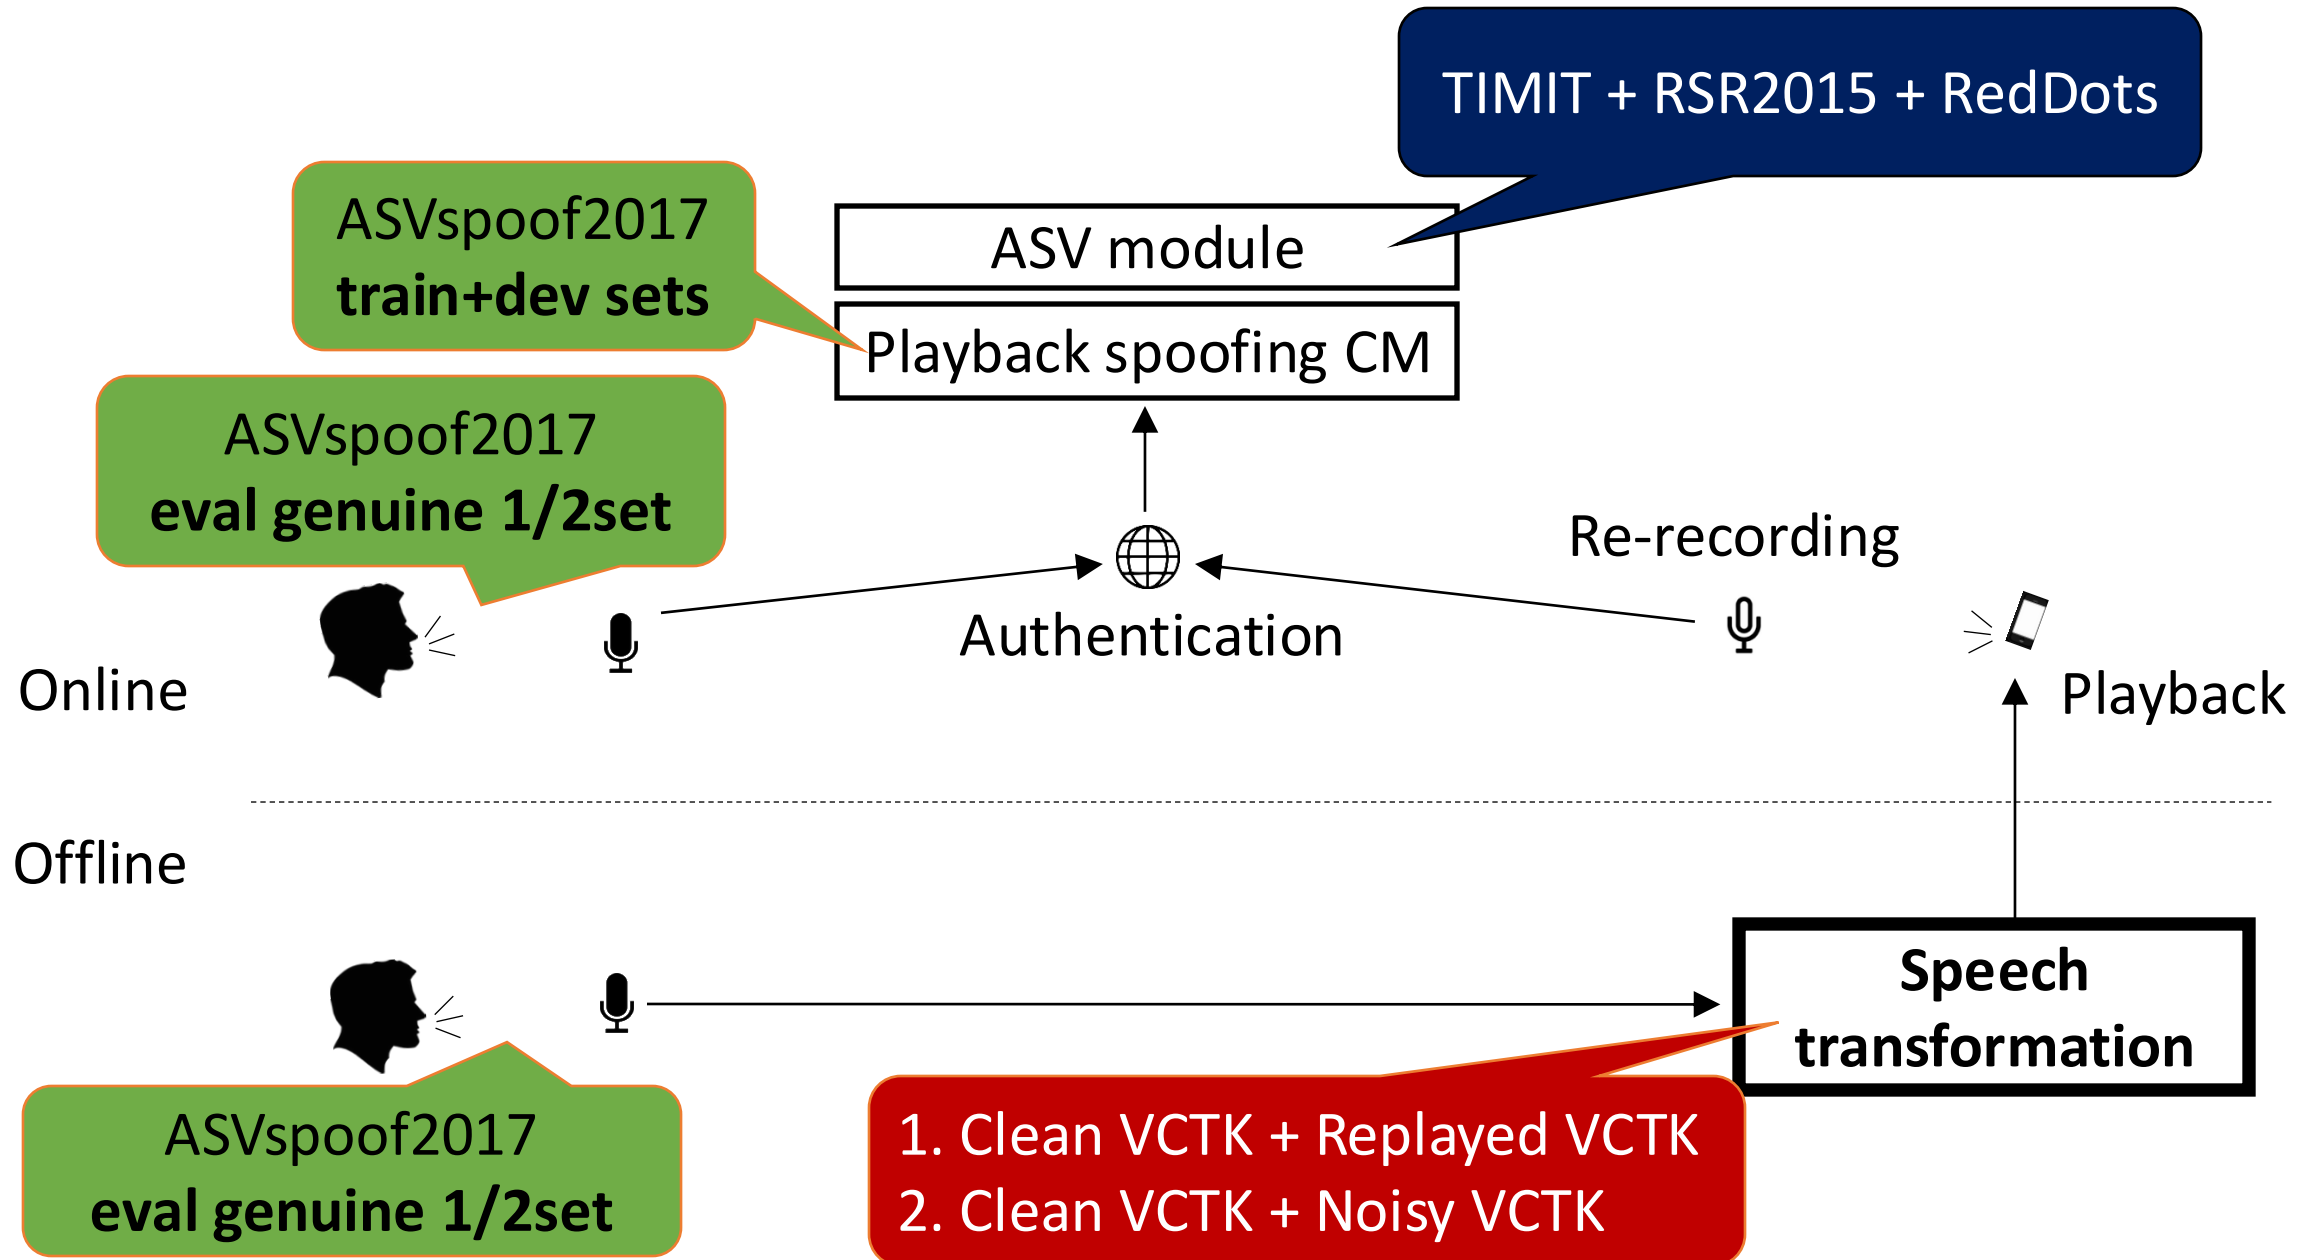 TIMIT + RSR2015 + RedDots
ASVspoof2017
train+dev sets
ASV module
Playback spoofing CM
ASVspoof2017
eval genuine 1/2set
Re-recording
Authentication
Online
Playback
Offline
Speech
transformation
ASVspoof2017
eval genuine 1/2set
1. Clean VCTK + Replayed VCTK
2. Clean VCTK + Noisy VCTK